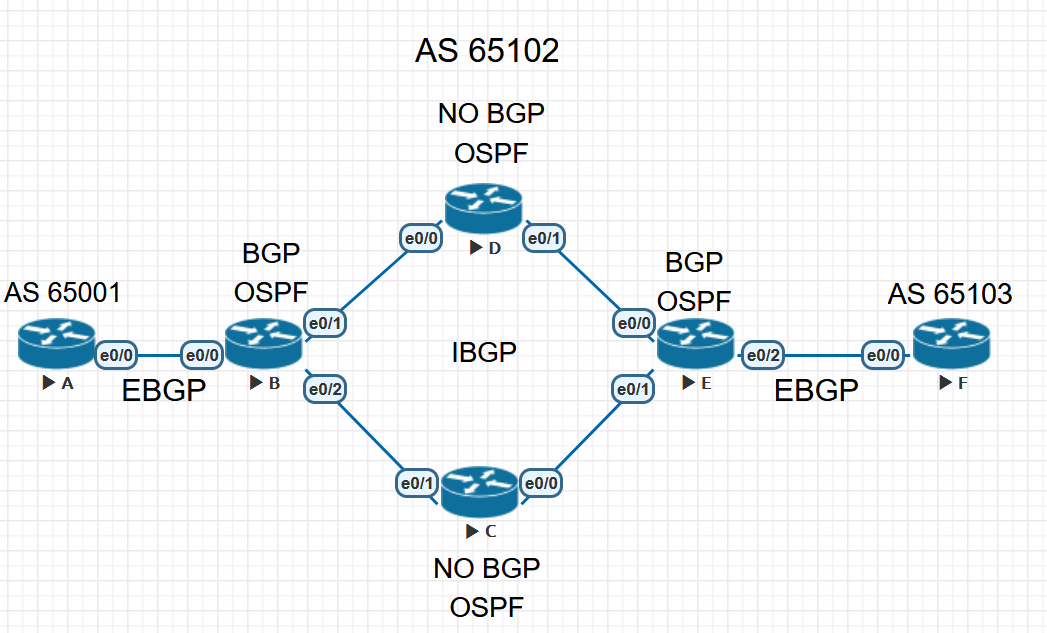 AS 65102
NO BGP
OSPF
e0/0
e0/1
D
BGP
OSPF
BGP
OSPF
AS 65001
AS 65103
e0/1
e0/0
e0/0
e0/0
IBGP
e0/2
e0/0
A
EBGP
B
e0/2
e0/1
E
EBGP
F
e0/1
e0/0
C
NO BGP
OSPF